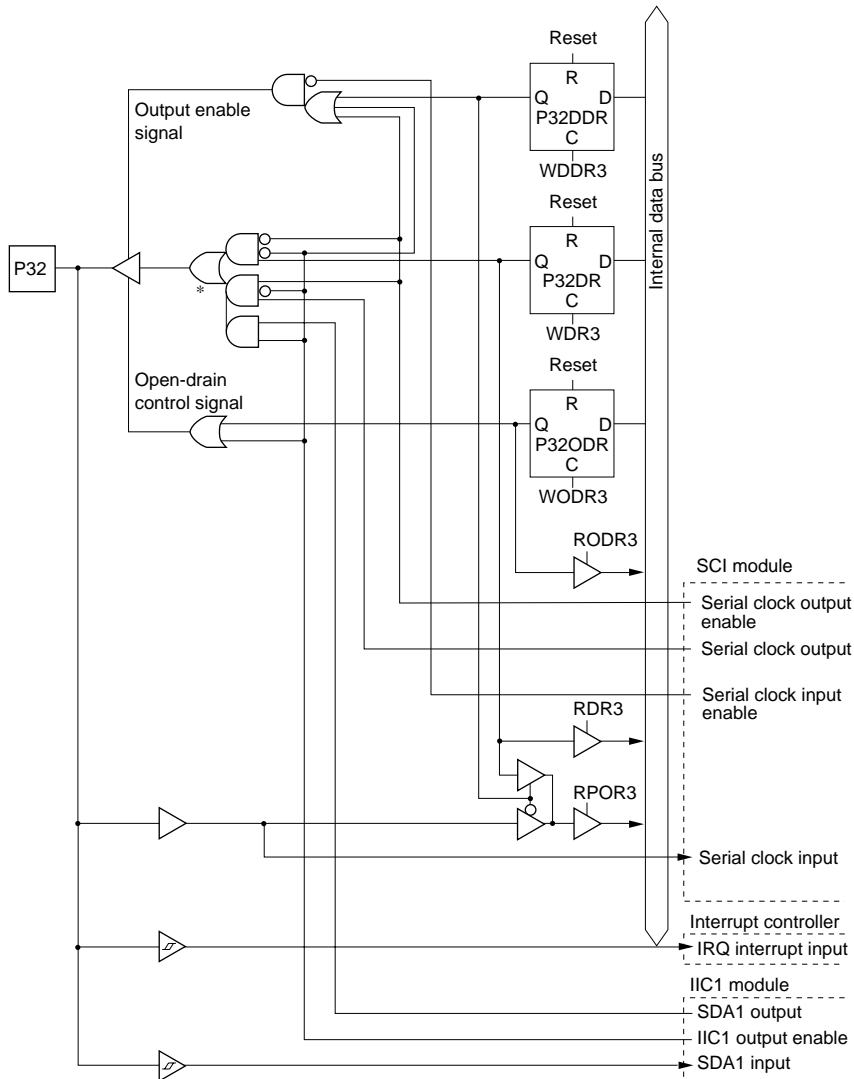 Reset
R
Q D
P32DDR
C
WDDR3
Output enable
signal
Internal data bus
Reset
R
Q D
P32DR
C
WDR3
P32
*
Reset
R
Q D
P32ODR
C
WODR3
Open-drain
control signal
RODR3
SCI module
Serial clock output
enable
Serial clock output
Serial clock input
enable
RDR3
RPOR3
Serial clock input
Interrupt controller
IRQ interrupt input
IIC1 module
SDA1 output
IIC1 output enable
SDA1 input